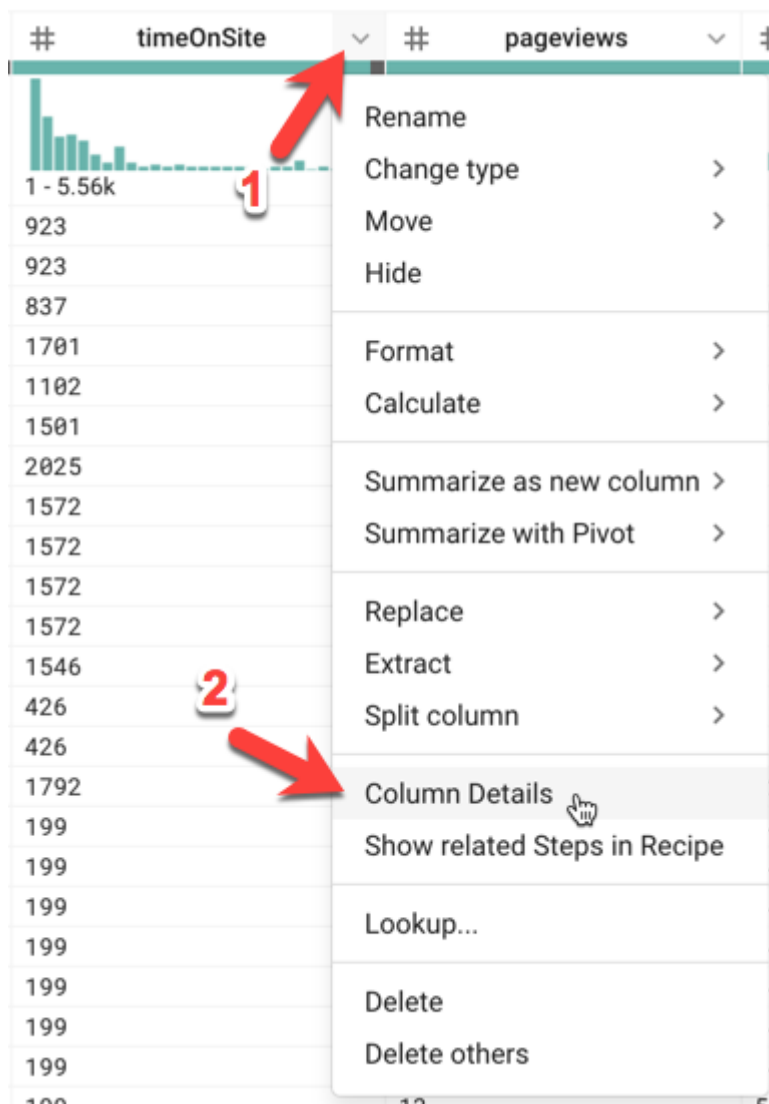 # timeOnSite # pageviews
1 - 5.56k
1
923
923
837
1701
1102
1501
2025
1572
1572
1572
1572
1546
426
426
1792
199
199
199
199
199
199
199
2
Rename
Change type
Move
Hide
Format
Calculate
Summarize as new column
Summarize with Pivot
Replace
Extract
Split column
Column Details
Show related Steps in Recipe
Lookup...
Delete
Delete others